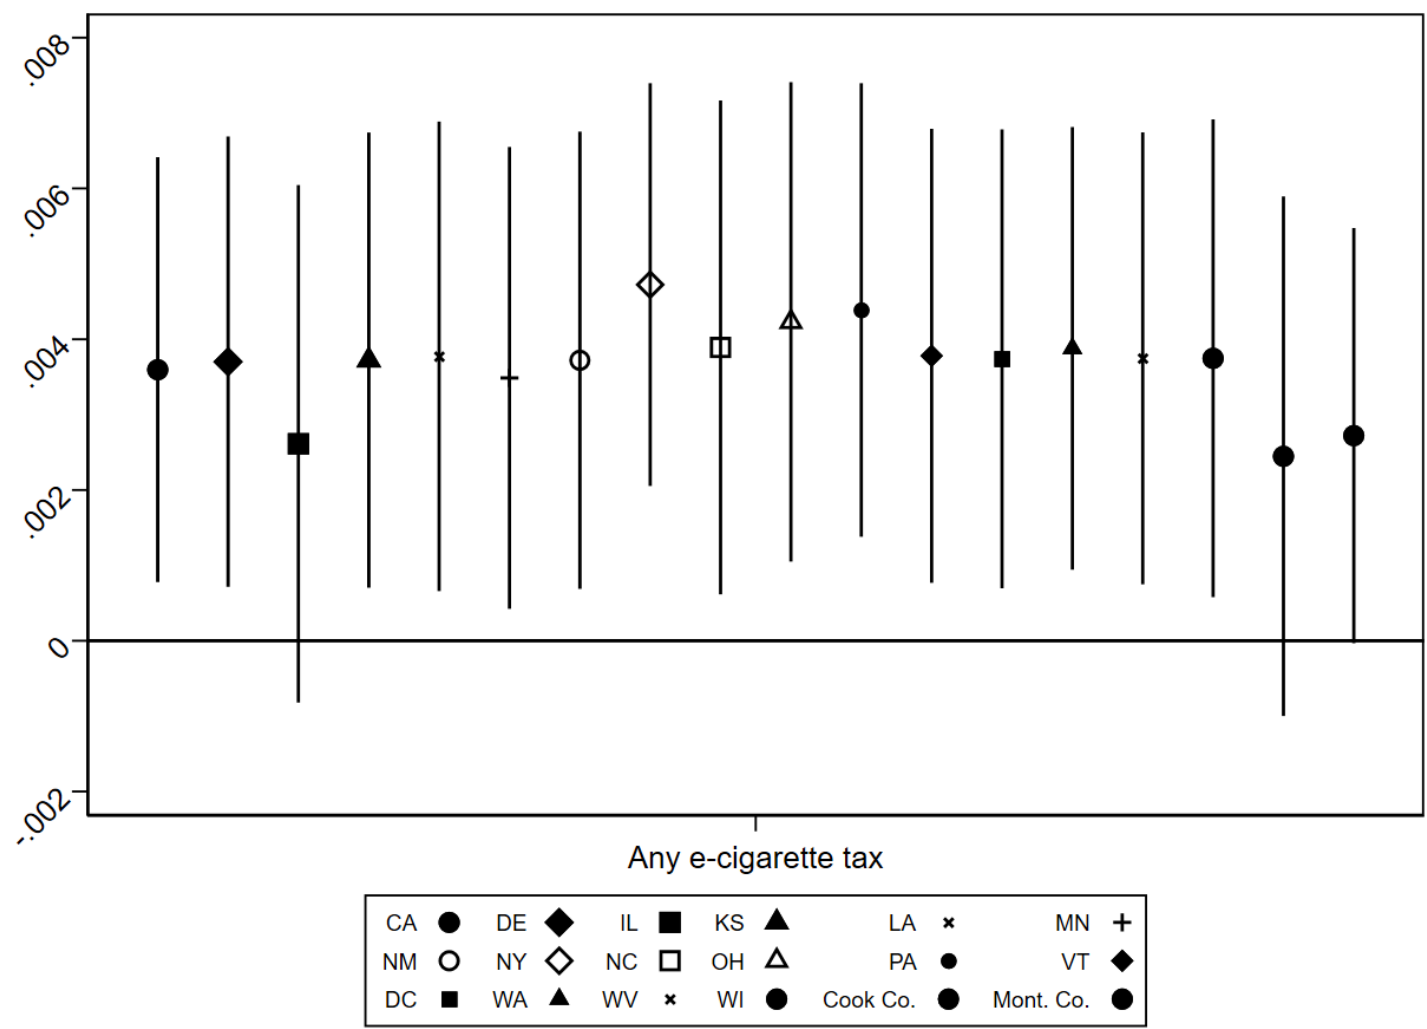 .008
.006
.004
.002
0
-.002
Any e-cigarette tax
CA DE IL KS LA MN
NM NY NC OH PA VT
DC WA WV WI Cook Co. Mont. Co.